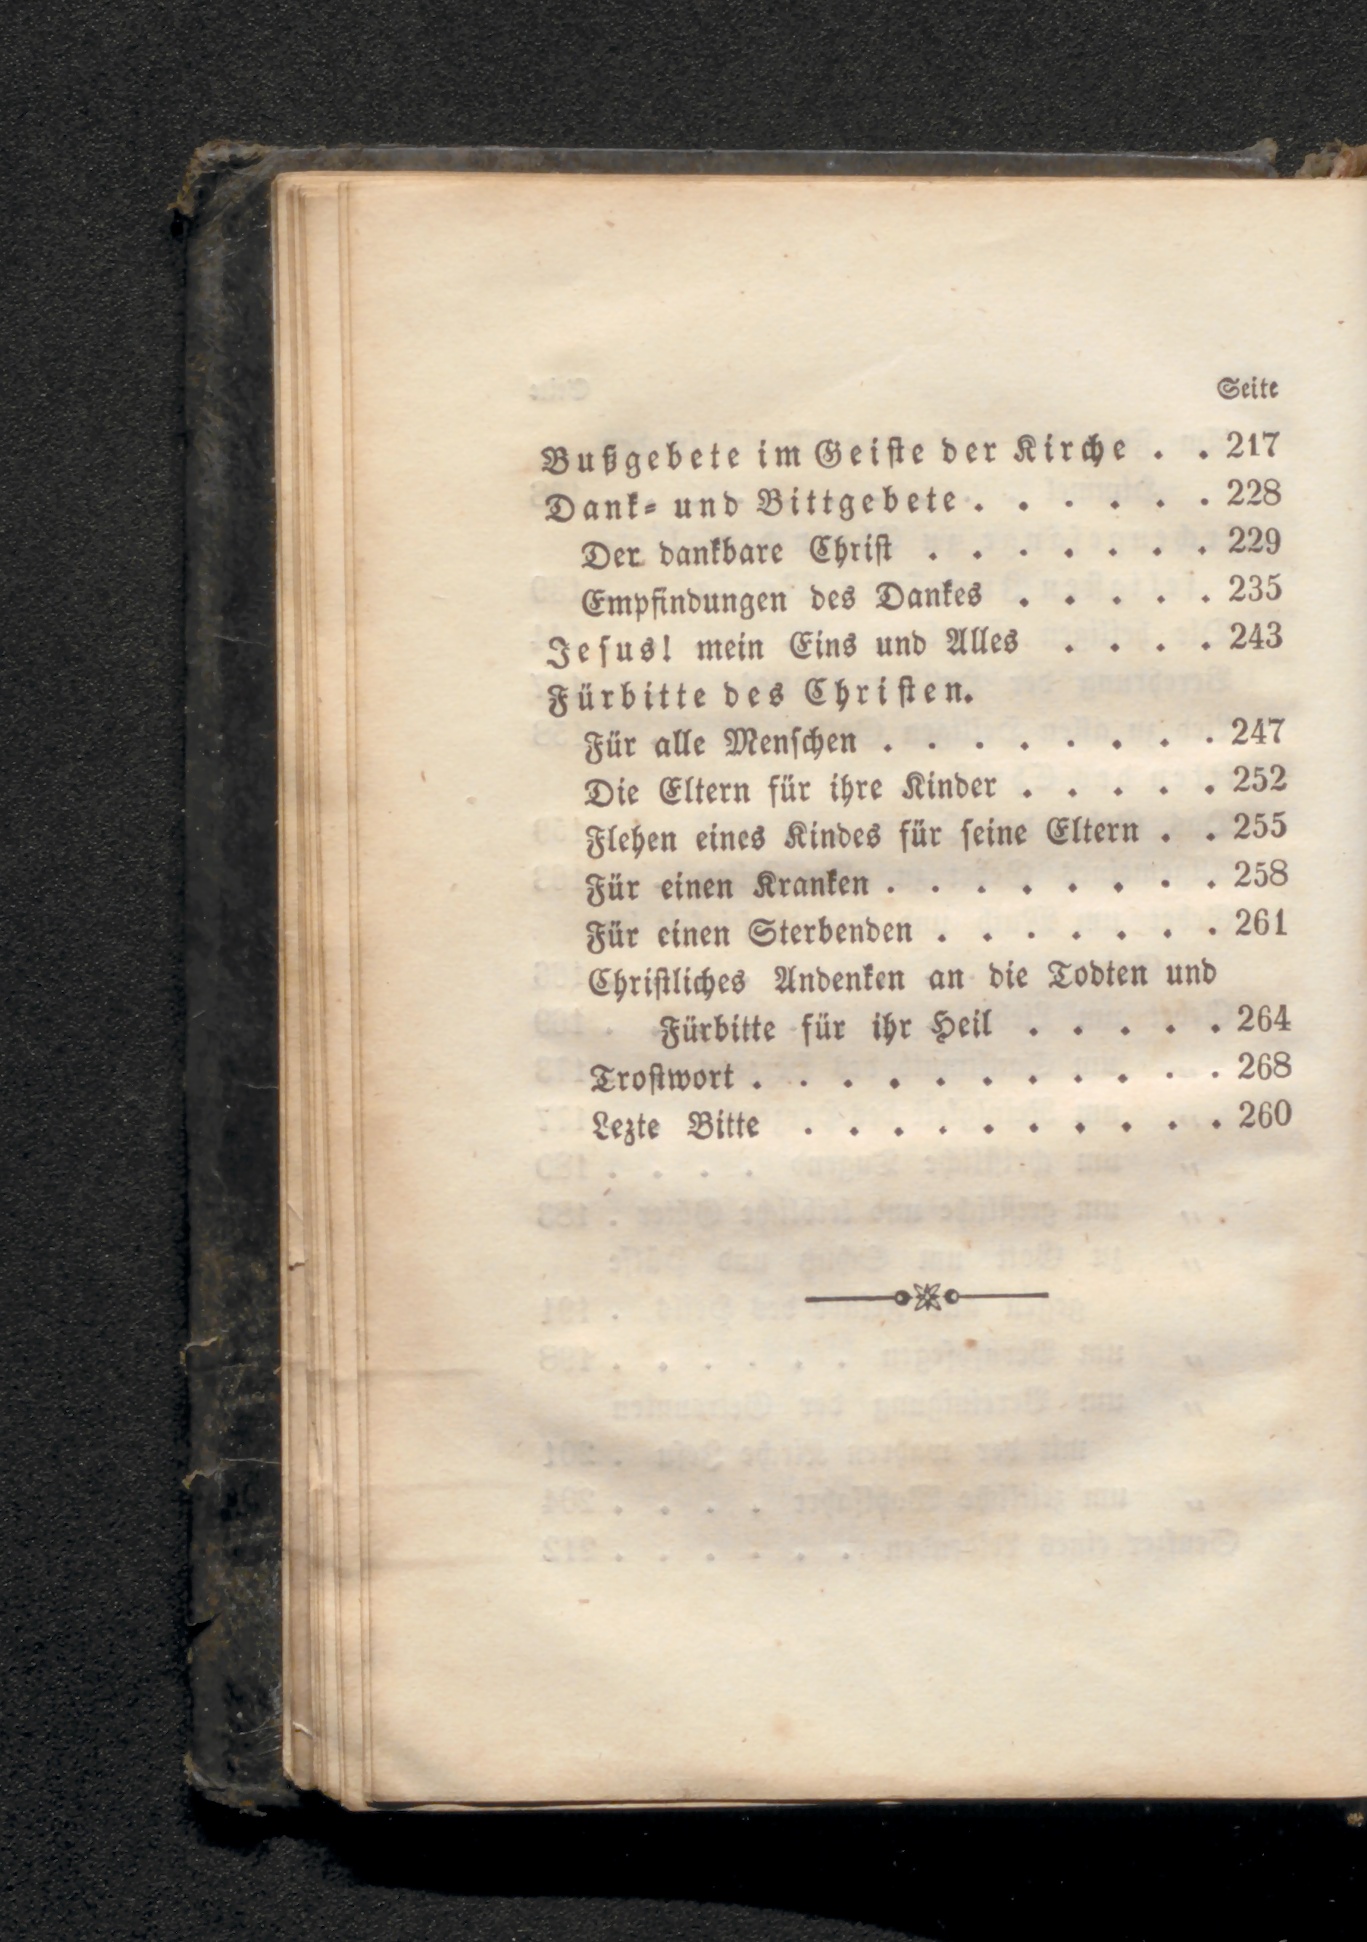 Seite
Bußgebete im Geiste der Kirche . . 217
Dank- und Bittgebete . . . . . . 228
Der dankbare Christ . . . . . . . 229
Empfindungen des Dankes . . . . . 235
Jesus! mein Eins und Alles . . . . 243
Fürbitte des Christen.
Für alle Menschen . . . . . . . . 247
Die Eltern für ihre Kinder . . . . . 252
Flehen eines Kindes für seine Eltern . . 255
Für einen Kranken . . . . . . . . 258
Für einen Sterbenden . . . . . . . 261
Christliches Andenken an die Todten und
Fürbitte für ihr Heil . . . . . 264
Trostwort . . . . . . . . . . . 268
Lezte Bitte . . . . . . . . . . 260